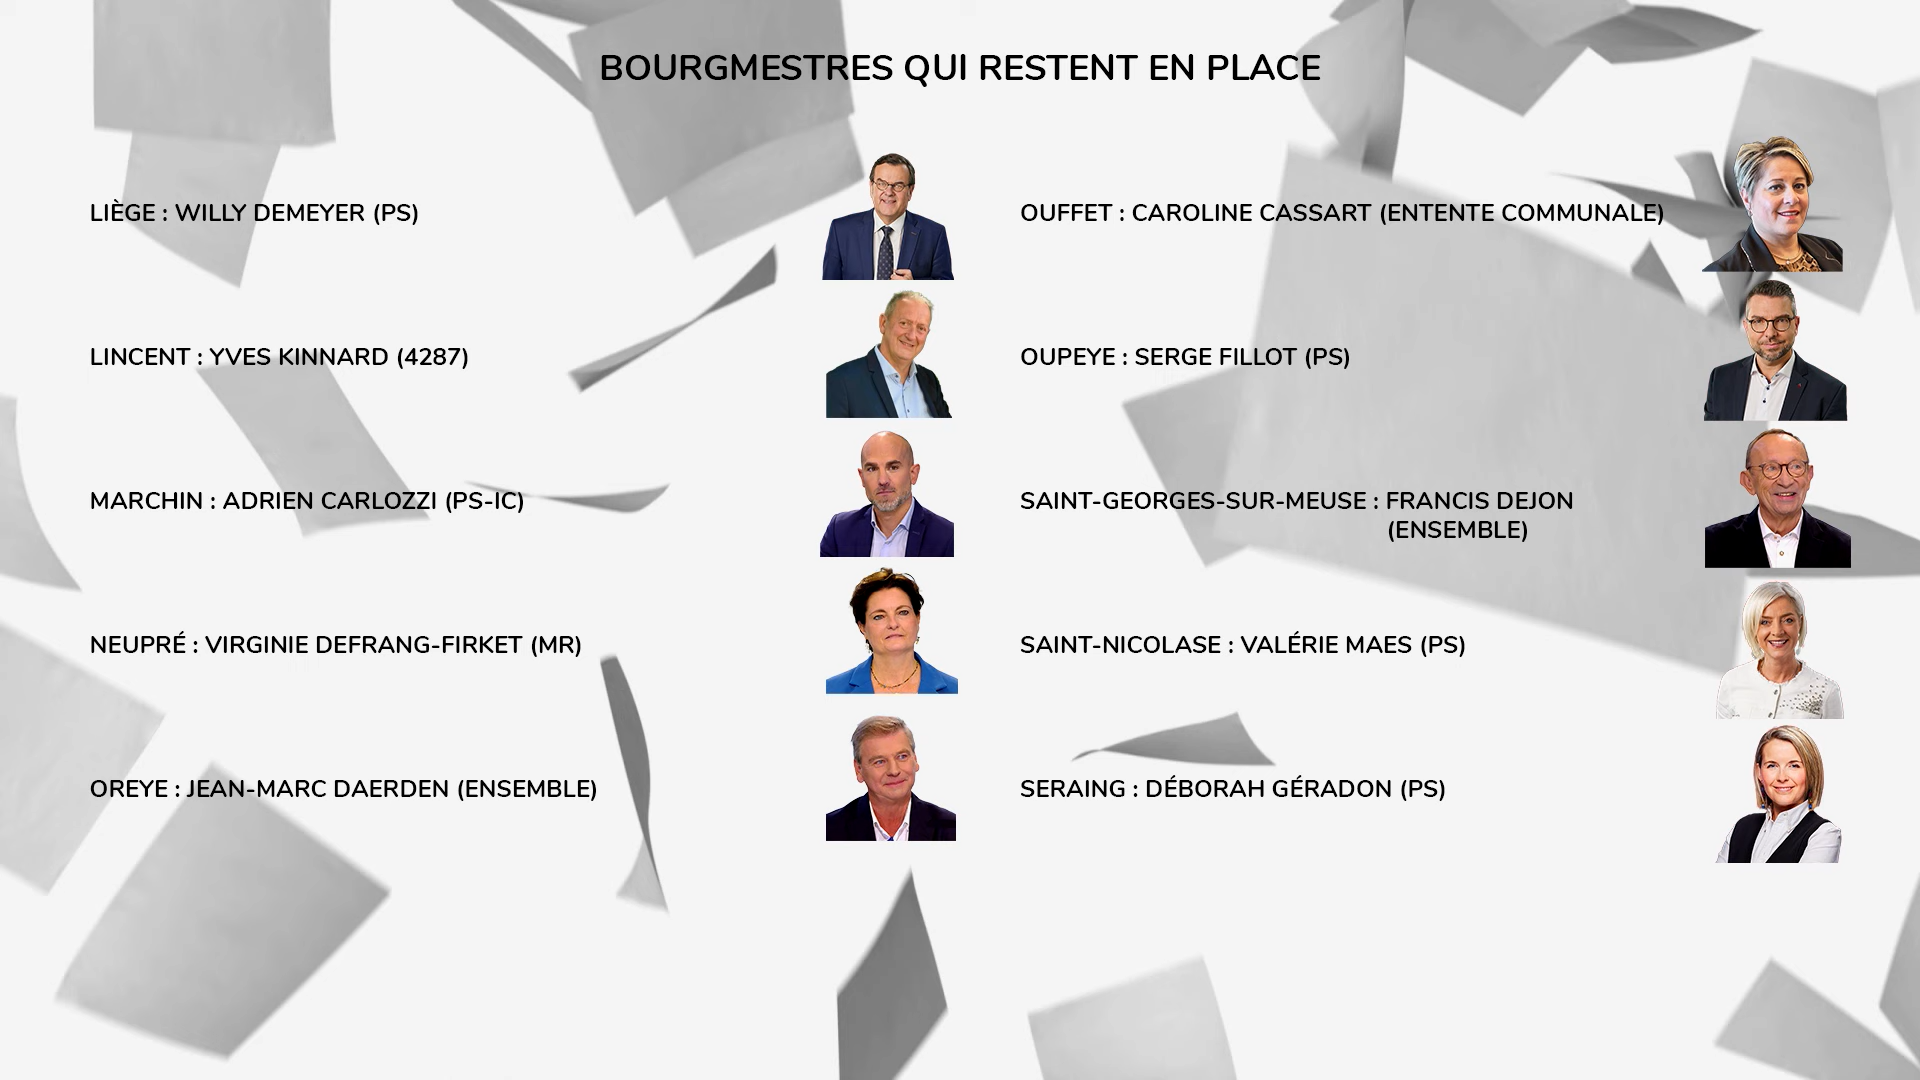 BOURGMESTRES QUI RESTENT EN PLACE
LIÈGE : WILLY DEMEYER (PS)
LINCENT : YVES KINNARD (4287)
MARCHIN : ADRIEN CARLOZZI (PS-IC)
NEUPRÉ : VIRGINIE DEFRANG-FIRKET (MR)
OREYE : JEAN-MARC DAERDEN (ENSEMBLE)
OUFFET : CAROLINE CASSART (ENTENTE COMMUNALE)
OUPEYE : SERGE FILLOT (PS)
SAINT-GEORGES-SUR-MEUSE : FRANCIS DEJON
(ENSEMBLE)
SAINT-NICOLASE : VALÉRIE MAES (PS)
SERAING : DÉBORAH GÉRADON (PS)